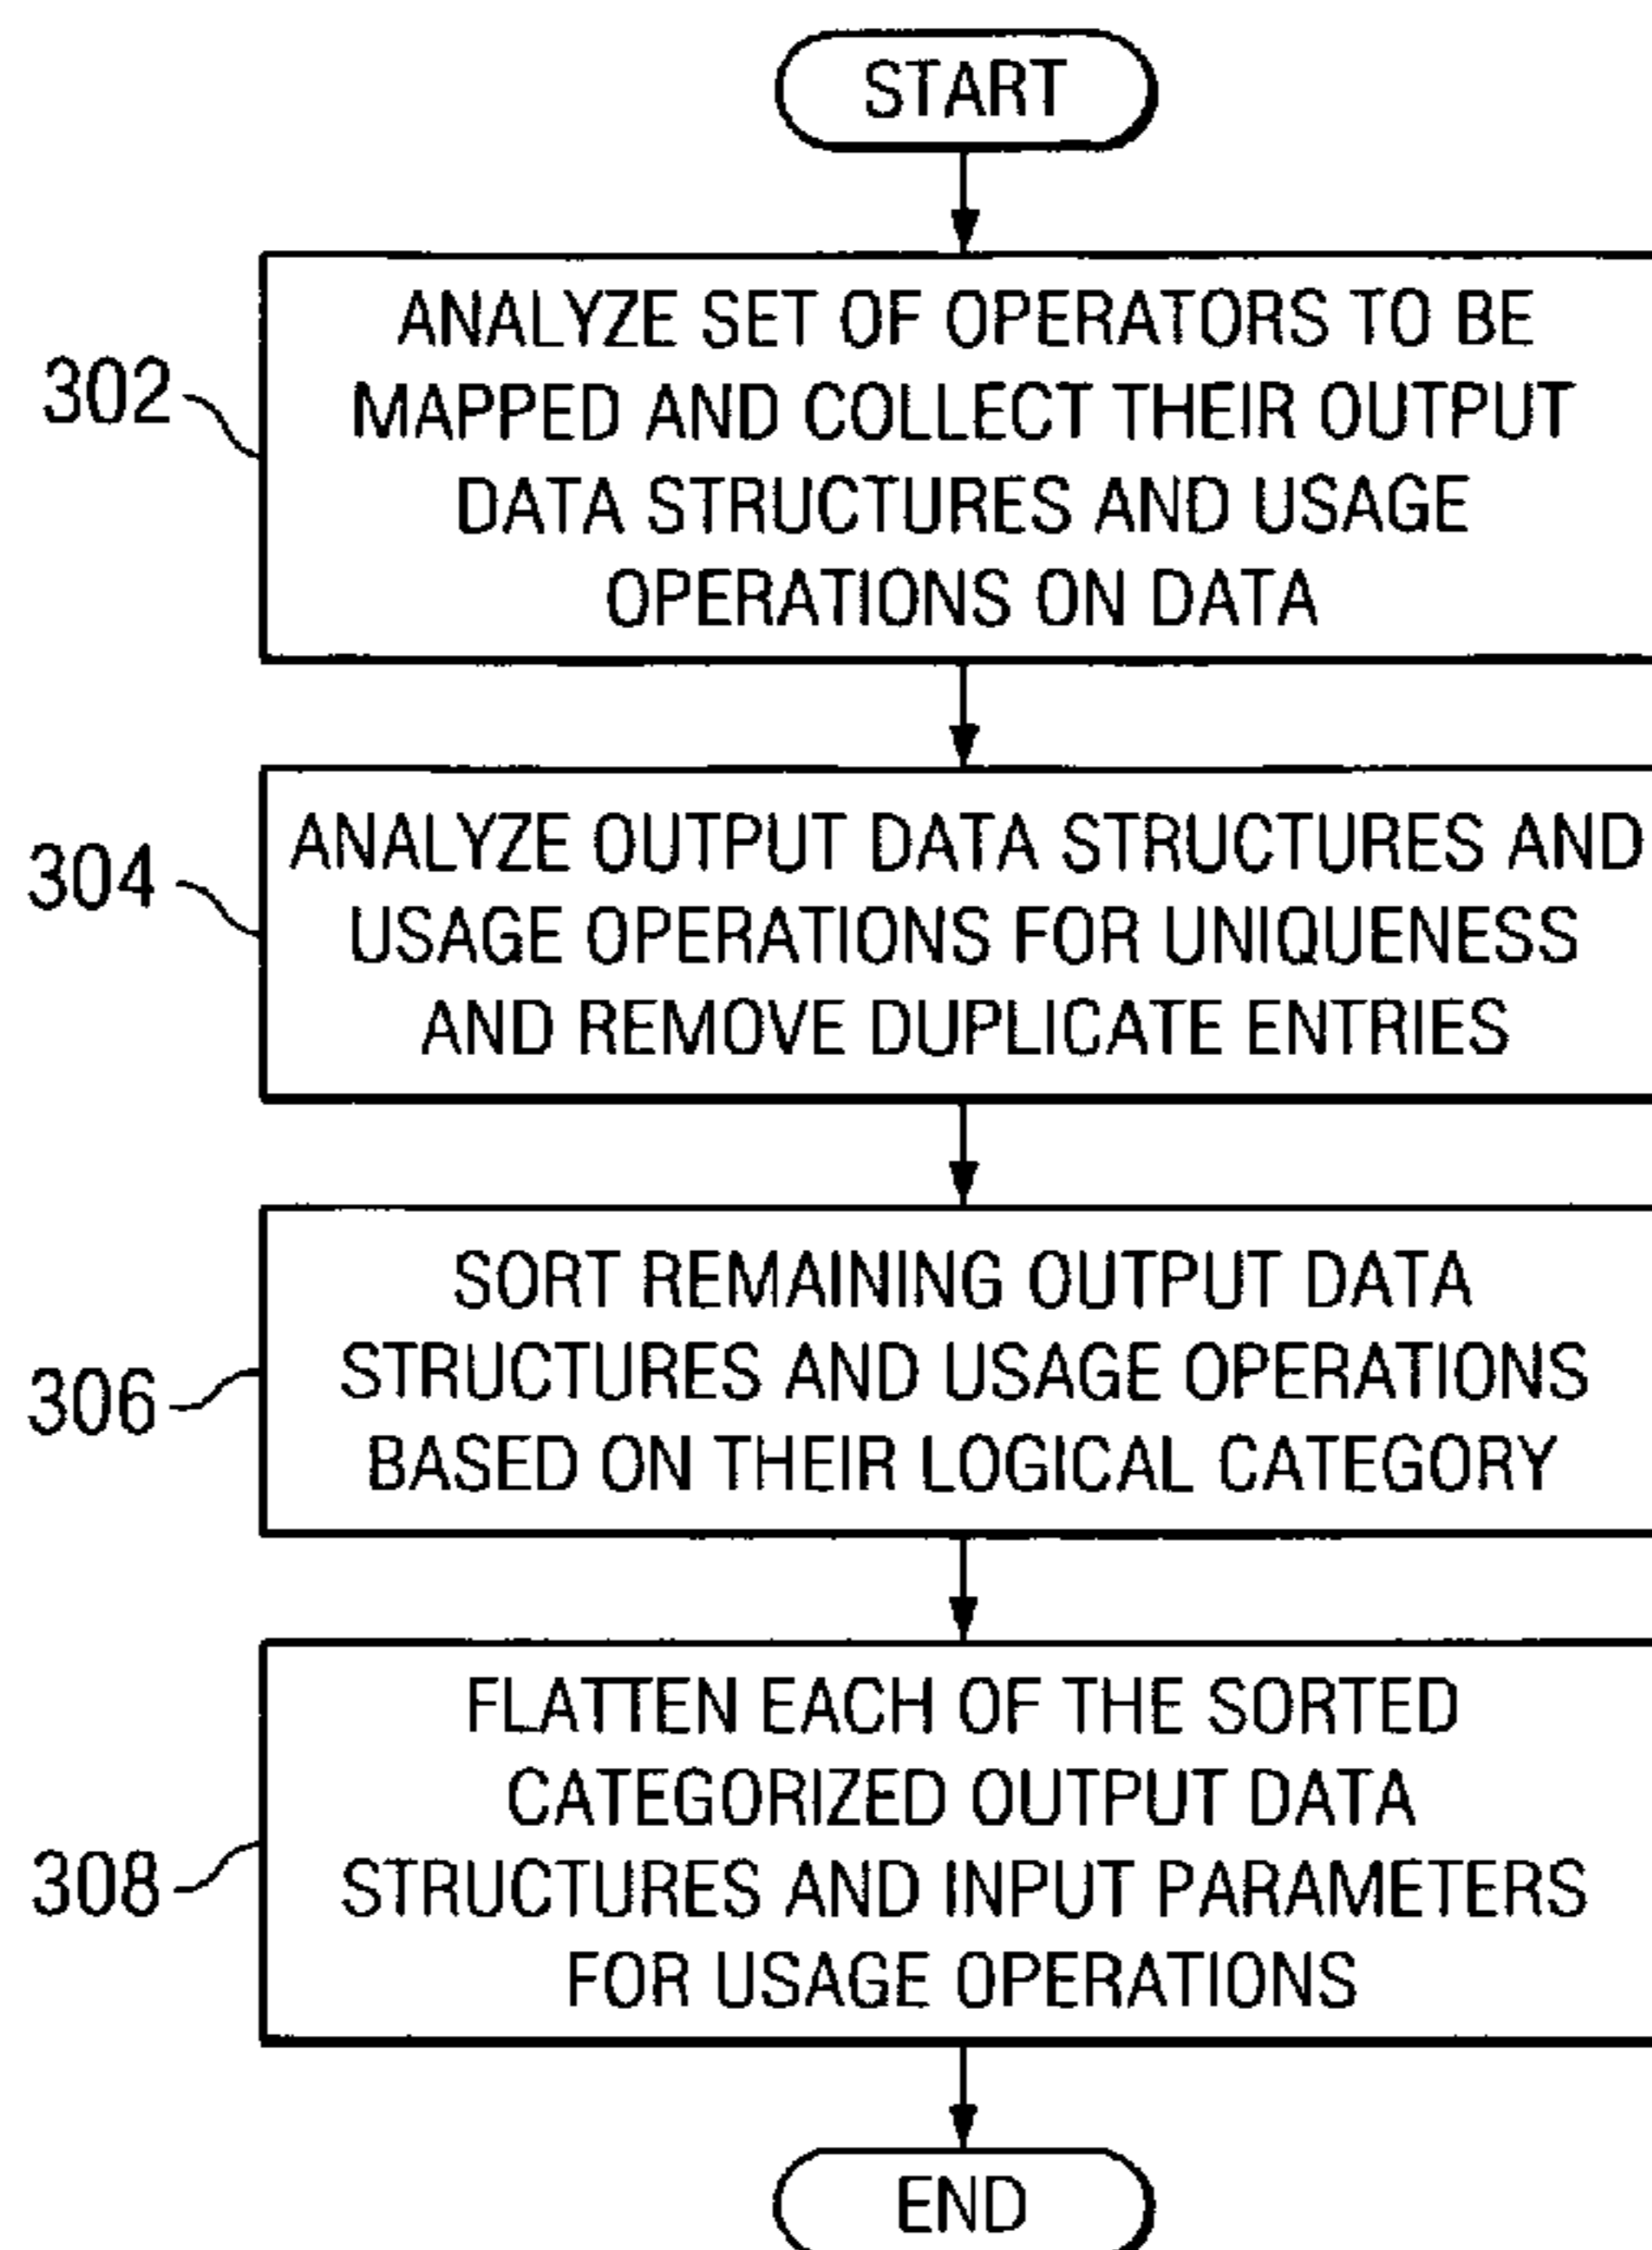 START
ANALYZE SET OF OPERATORS TO BE
MAPPED AND COLLECT THEIR OUTPUT
DATA STRUCTURES AND USAGE
OPERATIONS ON DATA
302
ANALYZE OUTPUT DATA STRUCTURES AND
USAGE OPERATIONS FOR UNIQUENESS
AND REMOVE DUPLICATE ENTRIES
304
SORT REMAINING OUTPUT DATA
STRUCTURES AND USAGE OPERATIONS
BASED ON THEIR LOGICAL CATEGORY
306
FLATTEN EACH OF THE SORTED
CATEGORIZED OUTPUT DATA
STRUCTURES AND INPUT PARAMETERS
FOR USAGE OPERATIONS
308
END